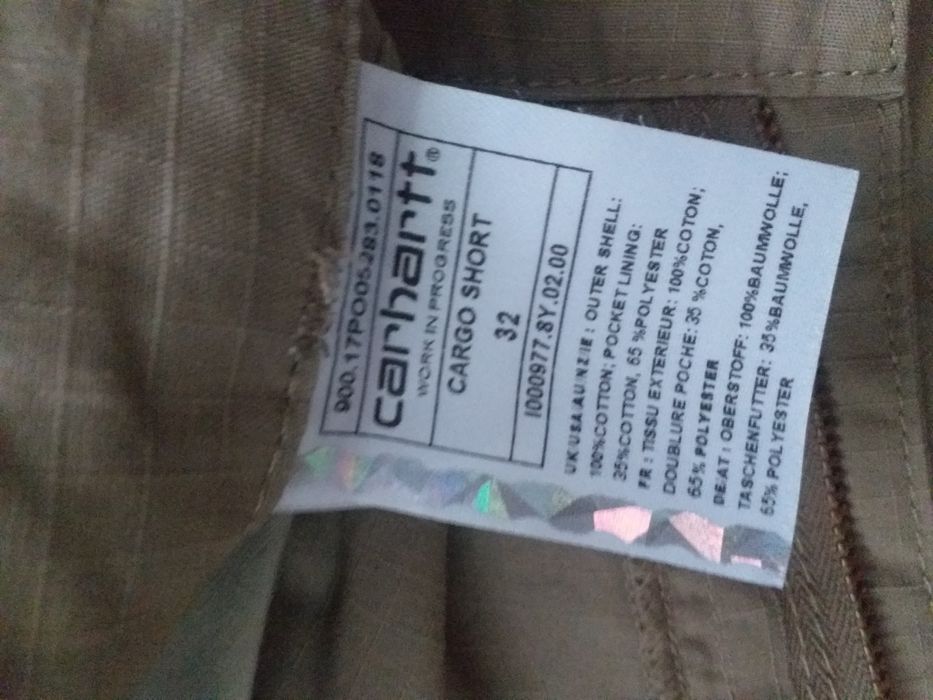 900.17PO05283.0118
carhartt®
WORK IN PROGRESS
CARGO SHORT
32
I000977.8Y.02.00
UK/USA/AU/NZ/IE : OUTER SHELL:
100%COTTON; POCKET LINING:
35%COTTON, 65 %POLYESTER
FR : TISSU EXTERIEUR: 100%COTON;
DOUBLURE POCHE: 35 %COTON,
65% POLYESTER
DE/AT : OBERSTOFF: 100%BAUMWOLLE;
TASCHENFUTTER: 35%BAUMWOLLE,
65% POLYESTER